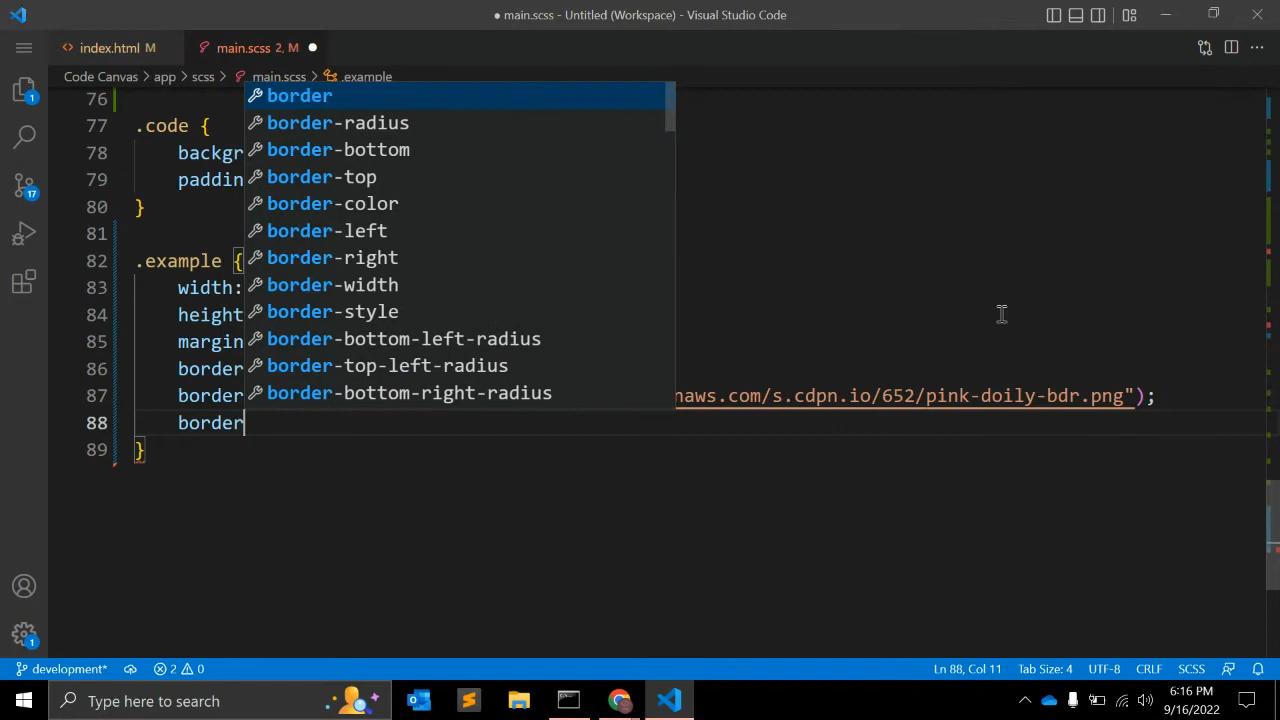 ● main.scss - Untitled (Workspace) - Visual Studio Code
index.html M
main.scss 2, M
Code Canvas > app > scss > main.scss > .example
76
77 .code {
78 backgr
79 paddin
80 }
81
82 .example {
83 width:
84 height
85 margin
86 border
87 border naws.com/s.cdpn.io/652/pink-doily-bdr.png");
88 border
89 }
border
border-radius
border-bottom
border-top
border-color
border-left
border-right
border-width
border-style
border-bottom-left-radius
border-top-left-radius
border-bottom-right-radius
1
17
1
development*
2 0
Ln 88, Col 11
Tab Size: 4
UTF-8
CRLF
SCSS
Type here to search
6:16 PM
9/16/2022